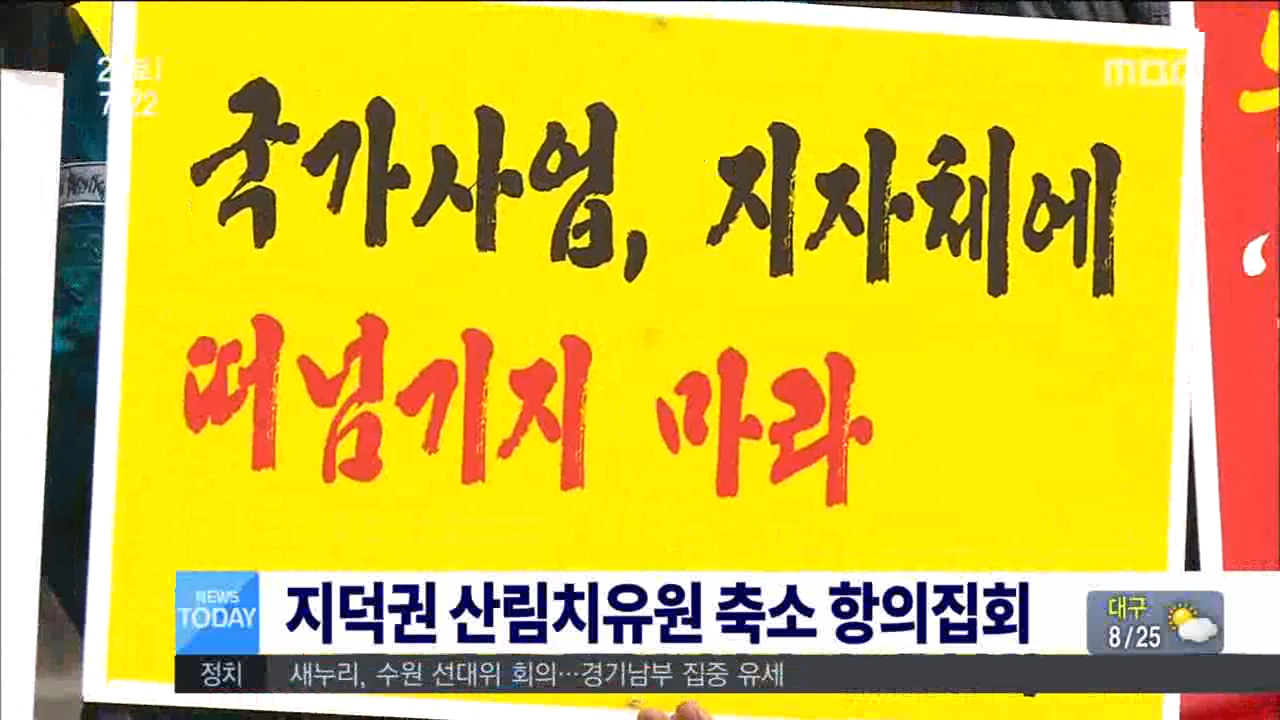 mbc
국가사업, 지자체에
떠넘기지 마라
NEWS
TODAY
지덕권 산림치유원 축소 항의집회
대구
8/25
정치
새누리, 수원 선대위 회의…경기남부 집중 유세